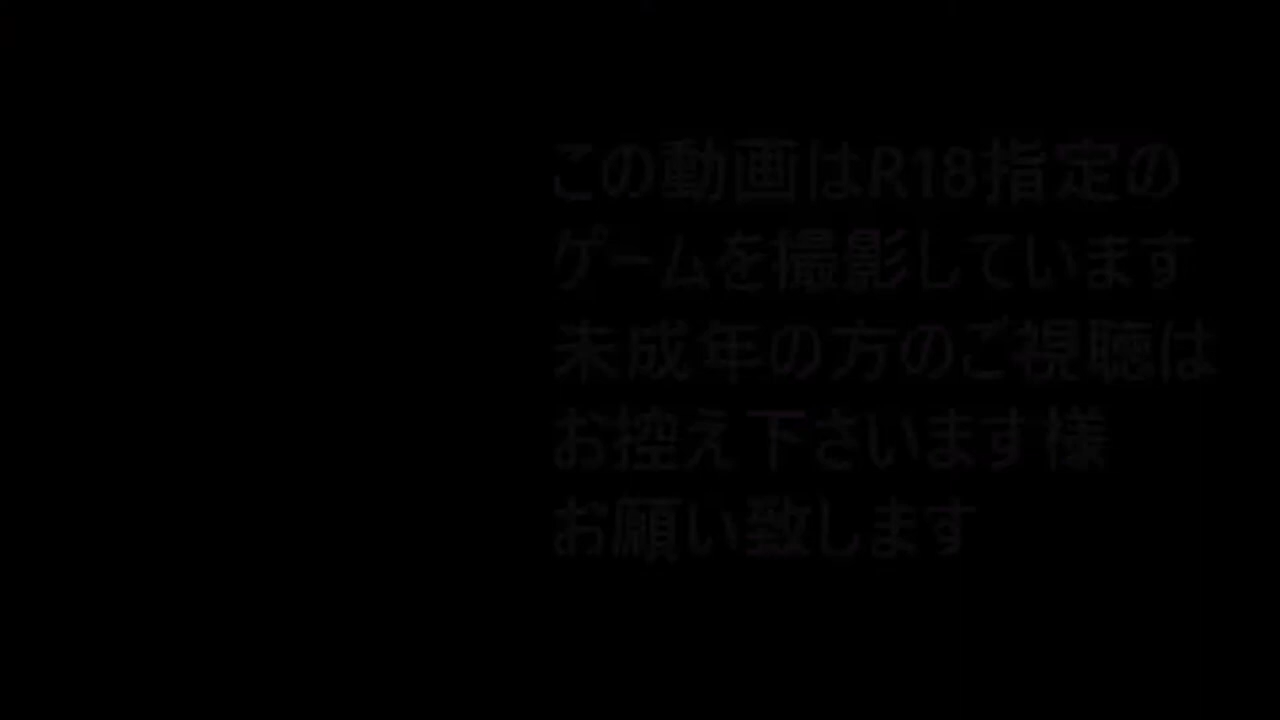 この動画はR18指定の
ゲームを撮影しています
未成年の方のご視聴は
お控え下さいます様
お願い致します